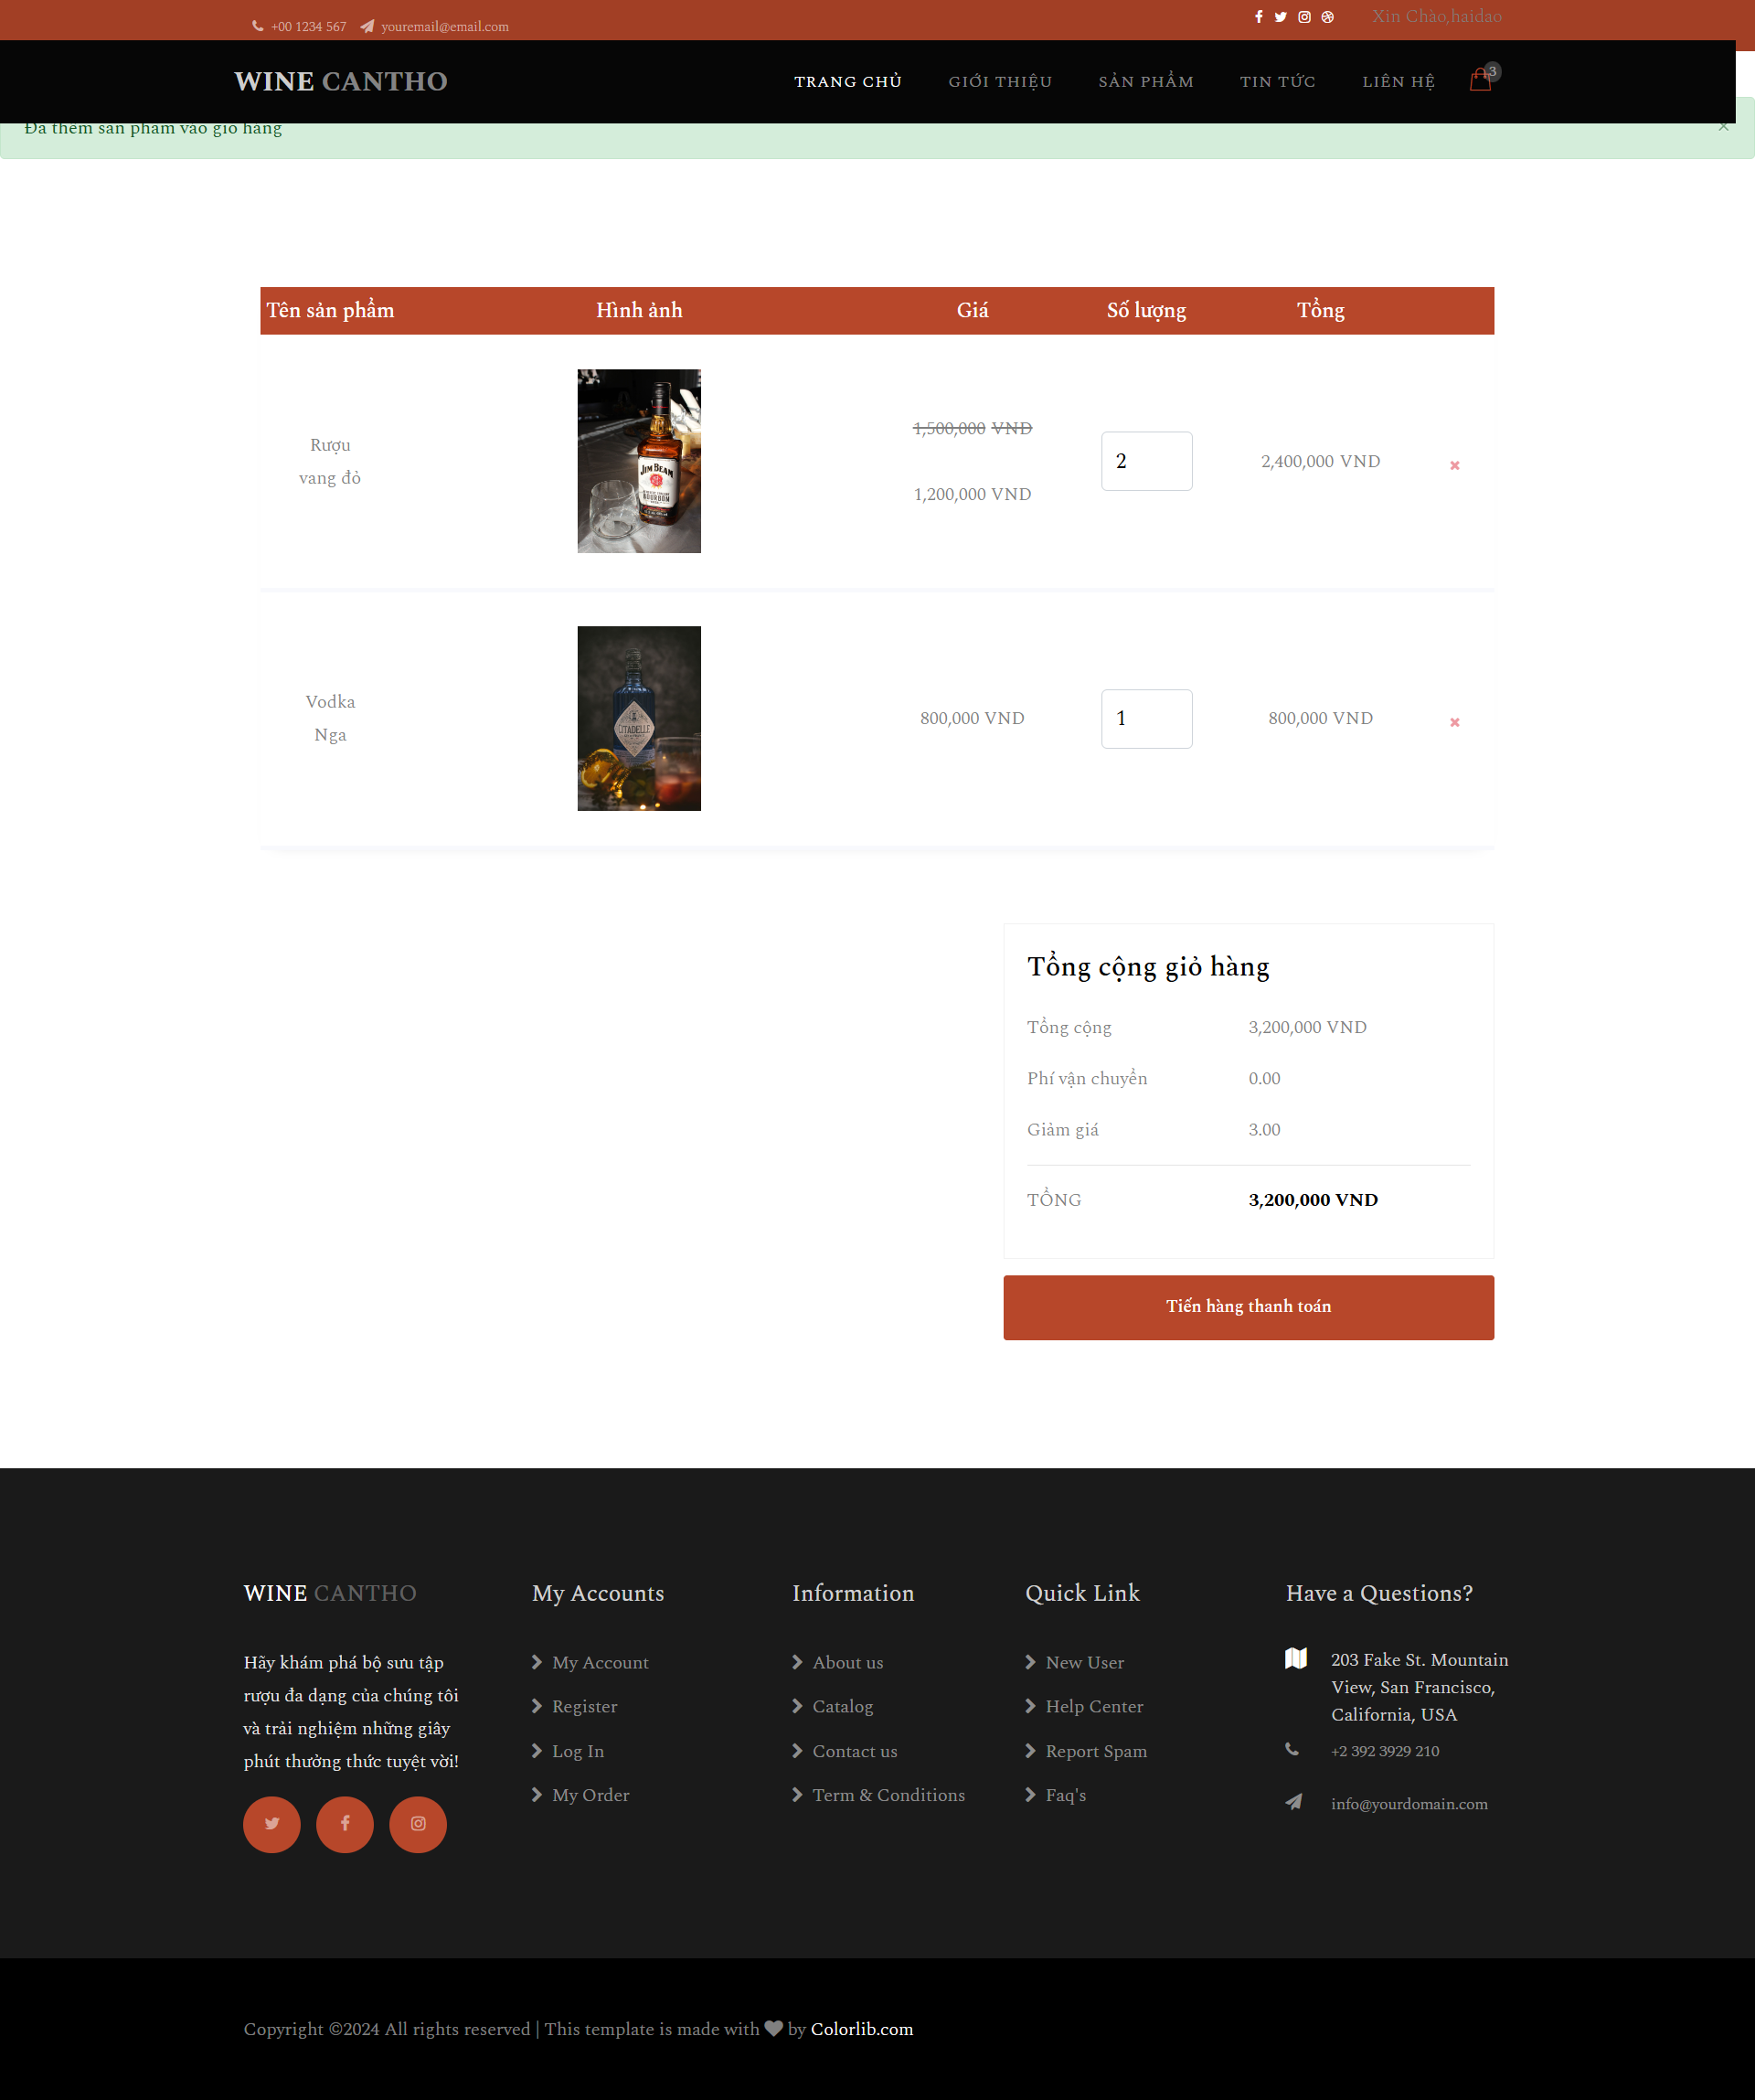 +00 1234 567 youremail@email.com
Xin Chào,haidao
WINE CANTHO
TRANG CHỦ GIỚI THIỆU SẢN PHẨM TIN TỨC LIÊN HỆ 3
Đã thêm sản phẩm vào giỏ hàng ×
Tên sản phẩm Hình ảnh Giá Số lượng Tổng
Rượu
vang đỏ
JIM BEAM
BOURBON
1,500,000 VND
1,200,000 VND
2
2,400,000 VND
Vodka
Nga
CITADELLE
800,000 VND
1
800,000 VND
Tổng cộng giỏ hàng
Tổng cộng 3,200,000 VND
Phí vận chuyển 0.00
Giảm giá 3.00
TỔNG 3,200,000 VND
Tiến hàng thanh toán
WINE CANTHO
Hãy khám phá bộ sưu tập
rượu đa dạng của chúng tôi
và trải nghiệm những giây
phút thưởng thức tuyệt vời!
My Accounts
My Account
Register
Log In
My Order
Information
About us
Catalog
Contact us
Term & Conditions
Quick Link
New User
Help Center
Report Spam
Faq's
Have a Questions?
203 Fake St. Mountain
View, San Francisco,
California, USA
+2 392 3929 210
info@yourdomain.com
Copyright ©2024 All rights reserved | This template is made with by Colorlib.com